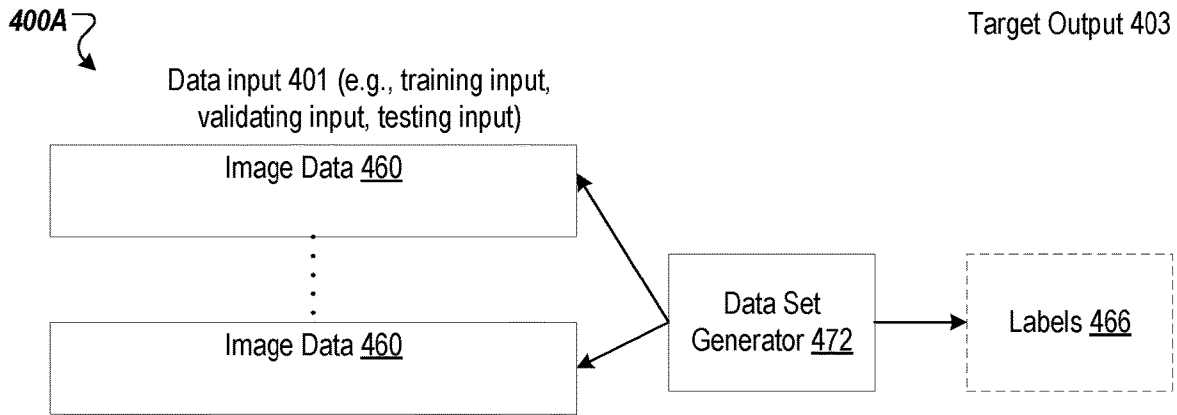 400A
Target Output 403
Data input 401 (e.g., training input,
validating input, testing input)
Image Data 460
Image Data 460
Data Set
Generator 472
Labels 466